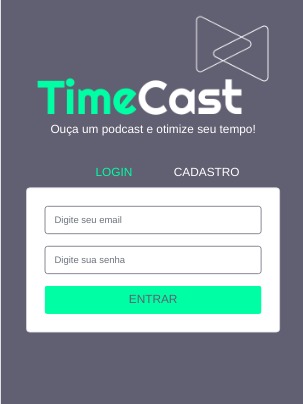 TimeCast
Ouça um podcast e otimize seu tempo!
LOGIN CADASTRO
Digite seu email
Digite sua senha
ENTRAR